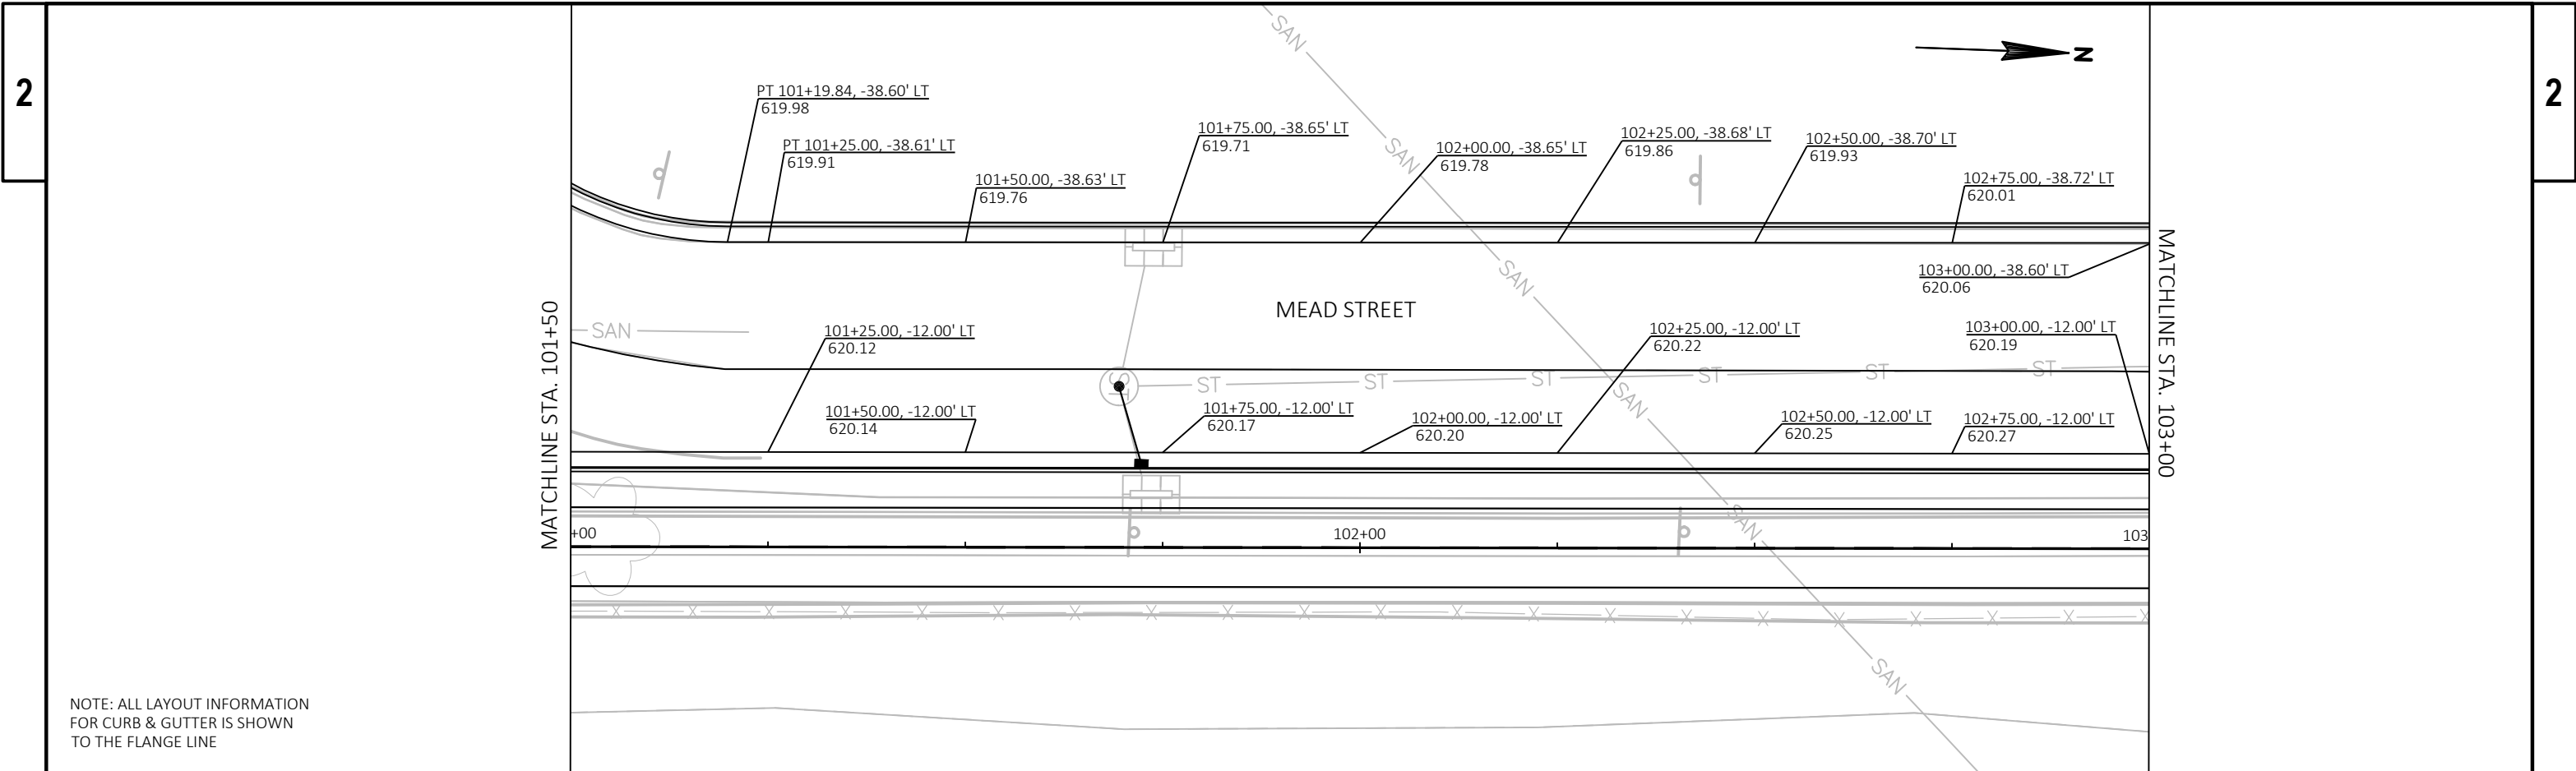 2
2
N
PT 101+19.84, -38.60' LT
619.98
PT 101+25.00, -38.61' LT
619.91
101+50.00, -38.63' LT
619.76
101+75.00, -38.65' LT
619.71
102+00.00, -38.65' LT
619.78
102+25.00, -38.68' LT
619.86
102+50.00, -38.70' LT
619.93
102+75.00, -38.72' LT
620.01
103+00.00, -38.60' LT
620.06
SAN
SAN
SAN
SAN
SAN
SAN
SAN
MEAD STREET
MATCHLINE STA. 101+50
MATCHLINE STA. 103+00
101+25.00, -12.00' LT
620.12
101+50.00, -12.00' LT
620.14
101+75.00, -12.00' LT
620.17
102+00.00, -12.00' LT
620.20
102+25.00, -12.00' LT
620.22
102+50.00, -12.00' LT
620.25
102+75.00, -12.00' LT
620.27
103+00.00, -12.00' LT
620.19
ST
ST
ST
ST
ST
ST
ST
+00
102+00
103
NOTE: ALL LAYOUT INFORMATION
FOR CURB & GUTTER IS SHOWN
TO THE FLANGE LINE